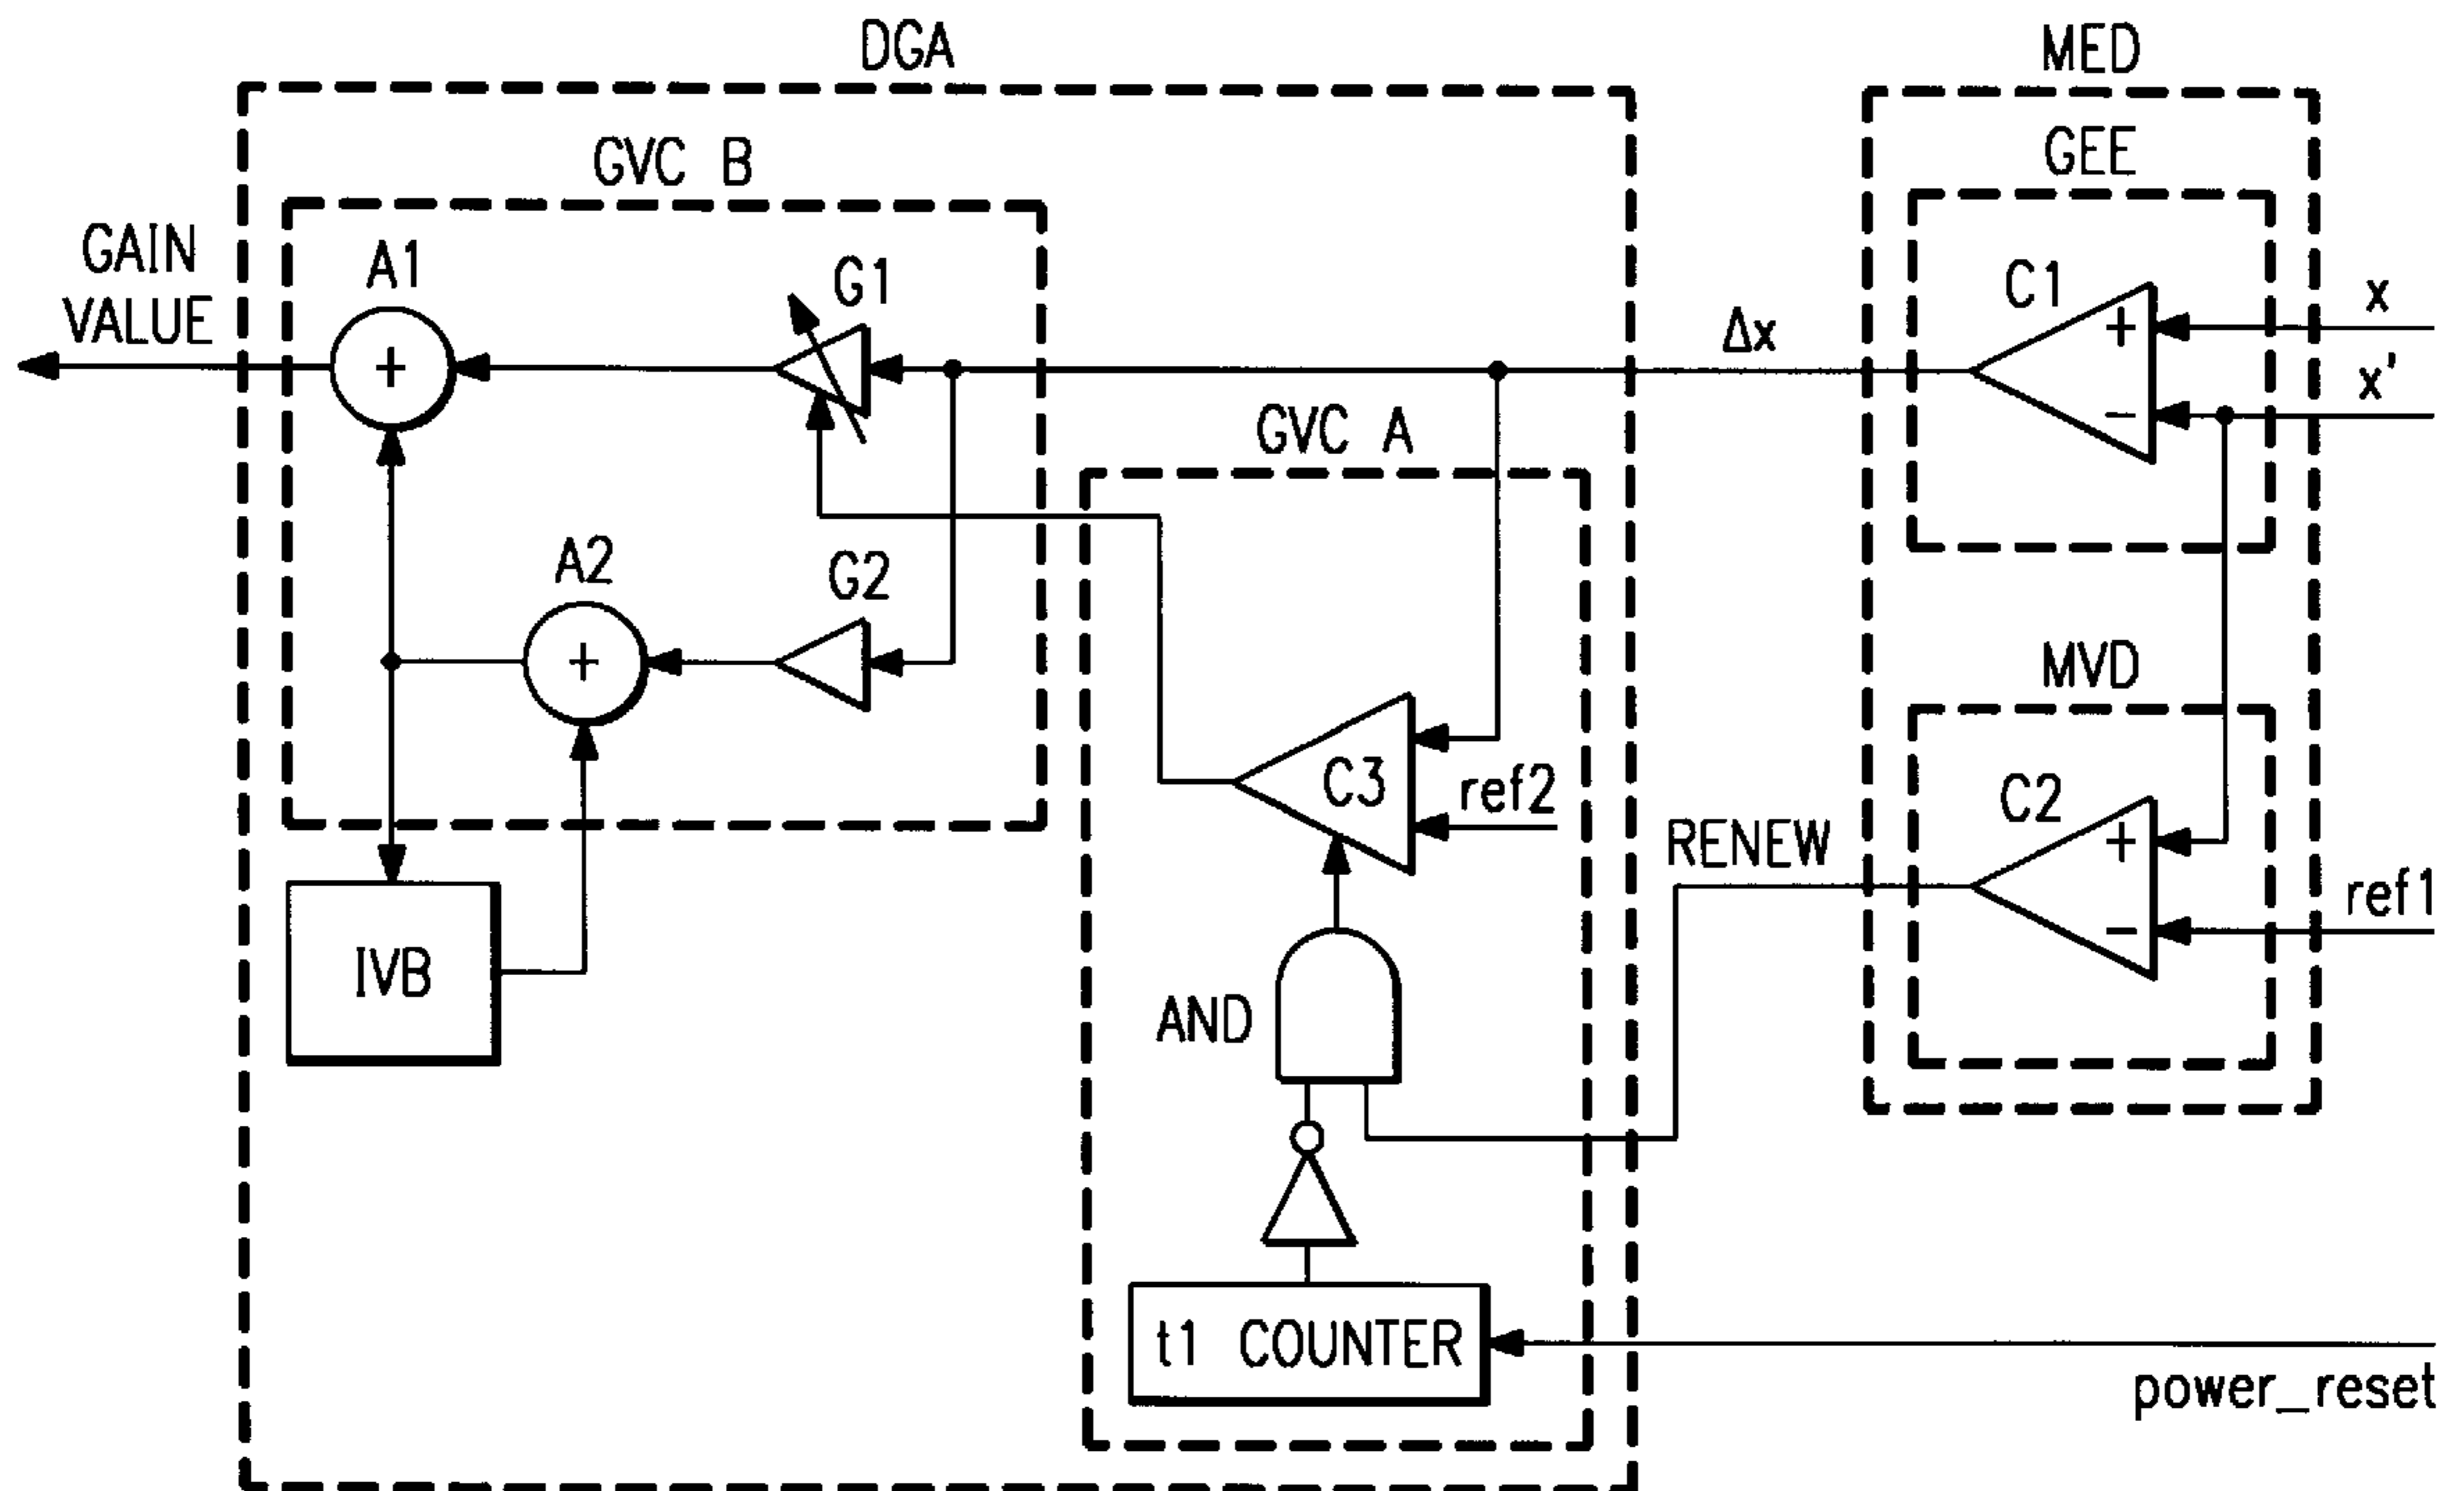 DGA
MED
GVC B
GEE
GAIN
VALUE
A1
G1
C1
+
x
Δx
+
−
x'
GVC A
A2
G2
+
MVD
C3
ref2
C2
+
RENEW
−
ref1
IVB
AND
t1 COUNTER
power_reset